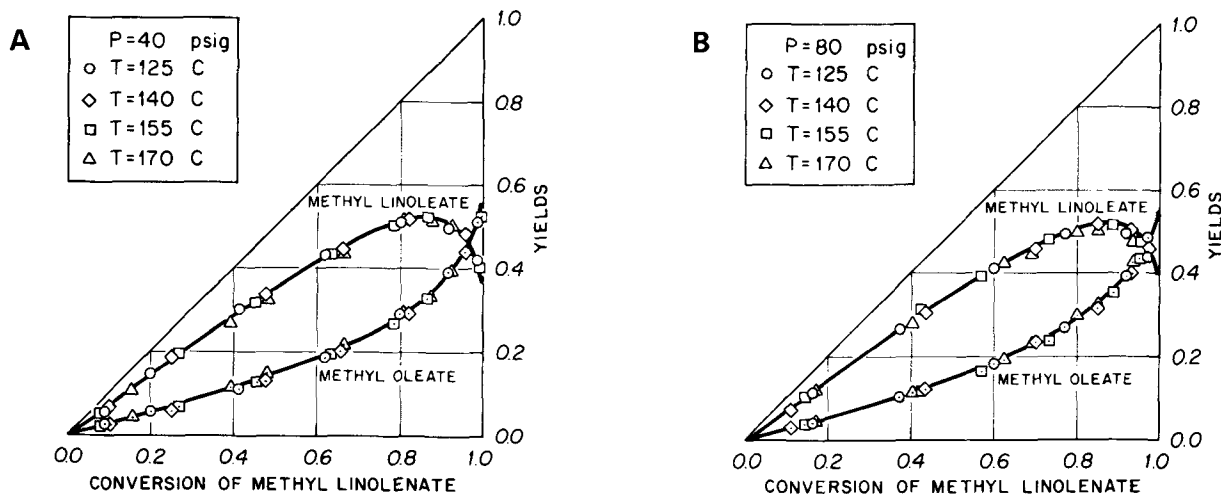 A
P=40 psig
T=125 C
T=140 C
T=155 C
T=170 C
1.0
0.8
0.6
0.4
0.2
0.0
YIELDS
METHYL LINOLEATE
METHYL OLEATE
0.0 0.2 0.4 0.6 0.8 1.0
CONVERSION OF METHYL LINOLENATE
B
P=80 psig
T=125 C
T=140 C
T=155 C
T=170 C
1.0
0.8
0.6
0.4
0.2
0.0
YIELDS
METHYL LINOLEATE
METHYL OLEATE
0.0 0.2 0.4 0.6 0.8 1.0
CONVERSION OF METHYL LINOLENATE